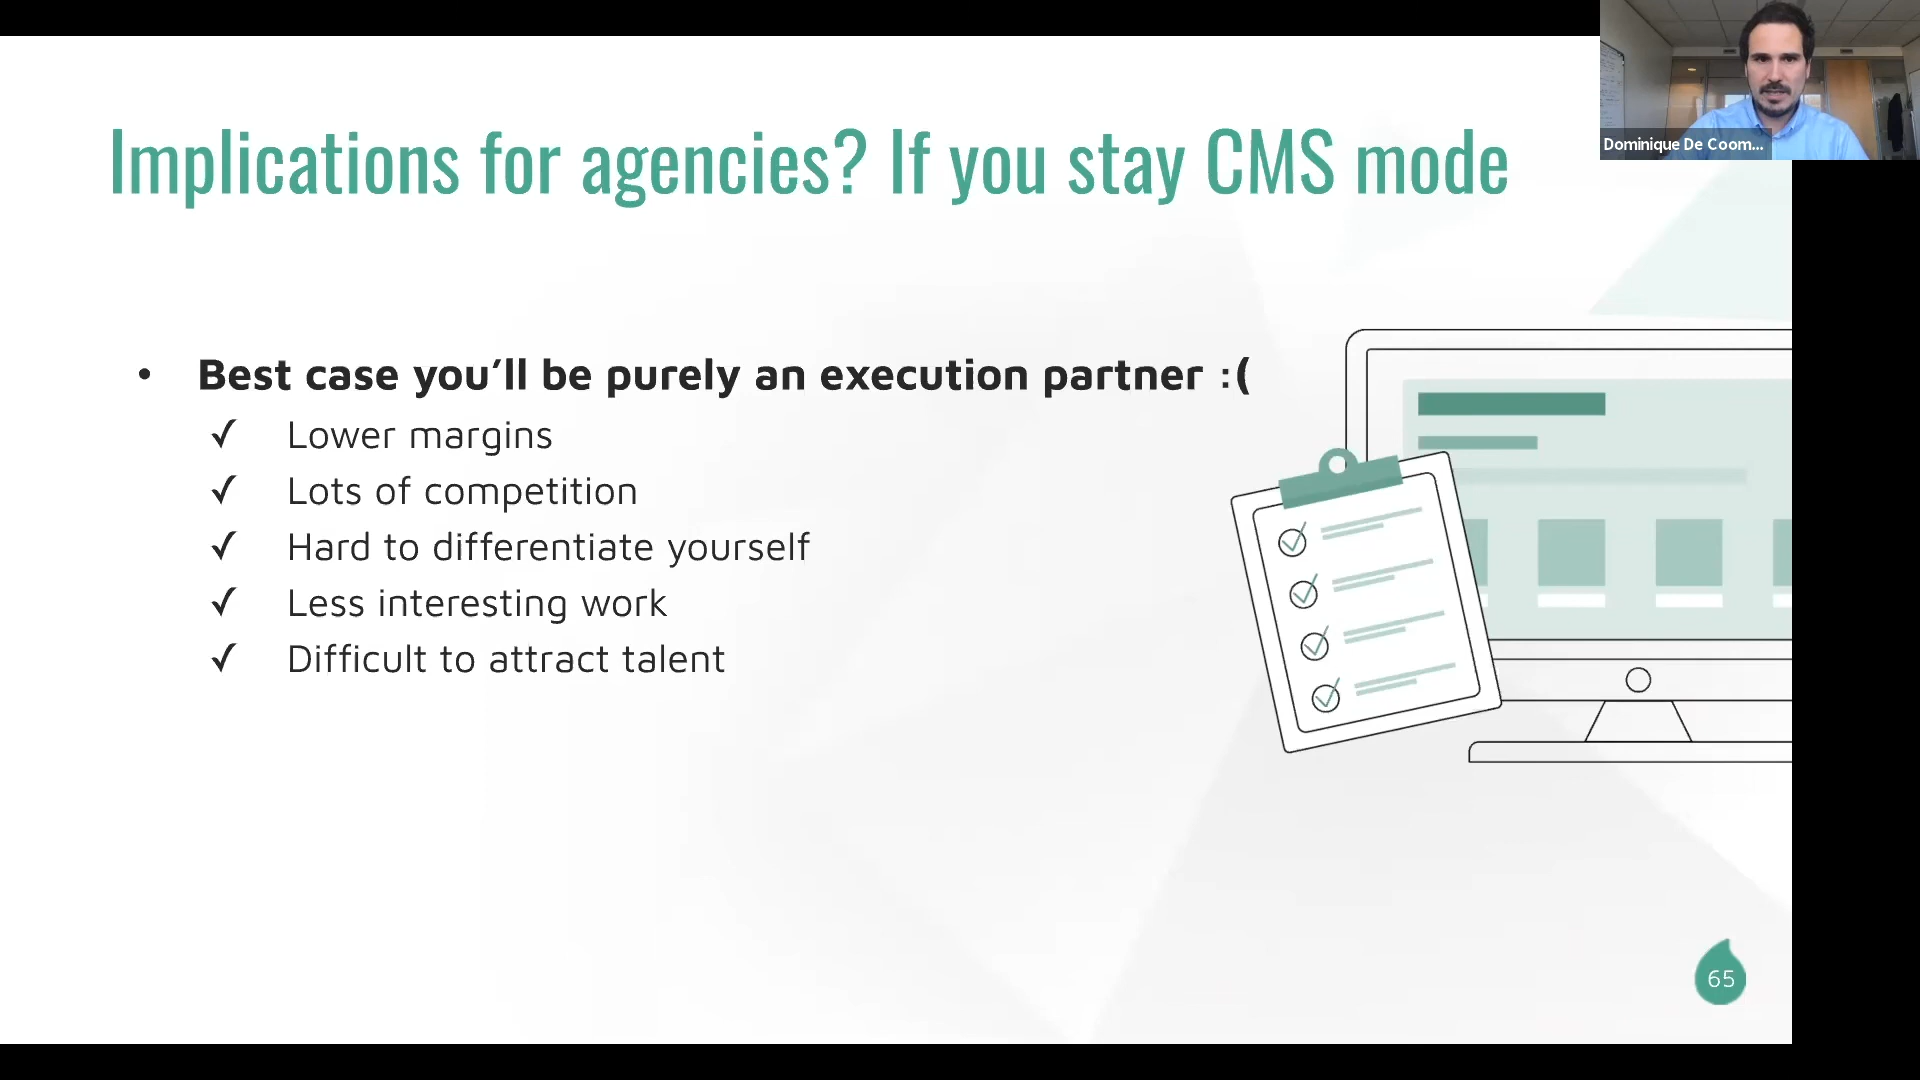 Implications for agencies? If you stay CMS mode
Dominique De Coom...
• Best case you’ll be purely an execution partner :(
✓ Lower margins
✓ Lots of competition
✓ Hard to differentiate yourself
✓ Less interesting work
✓ Difficult to attract talent
65